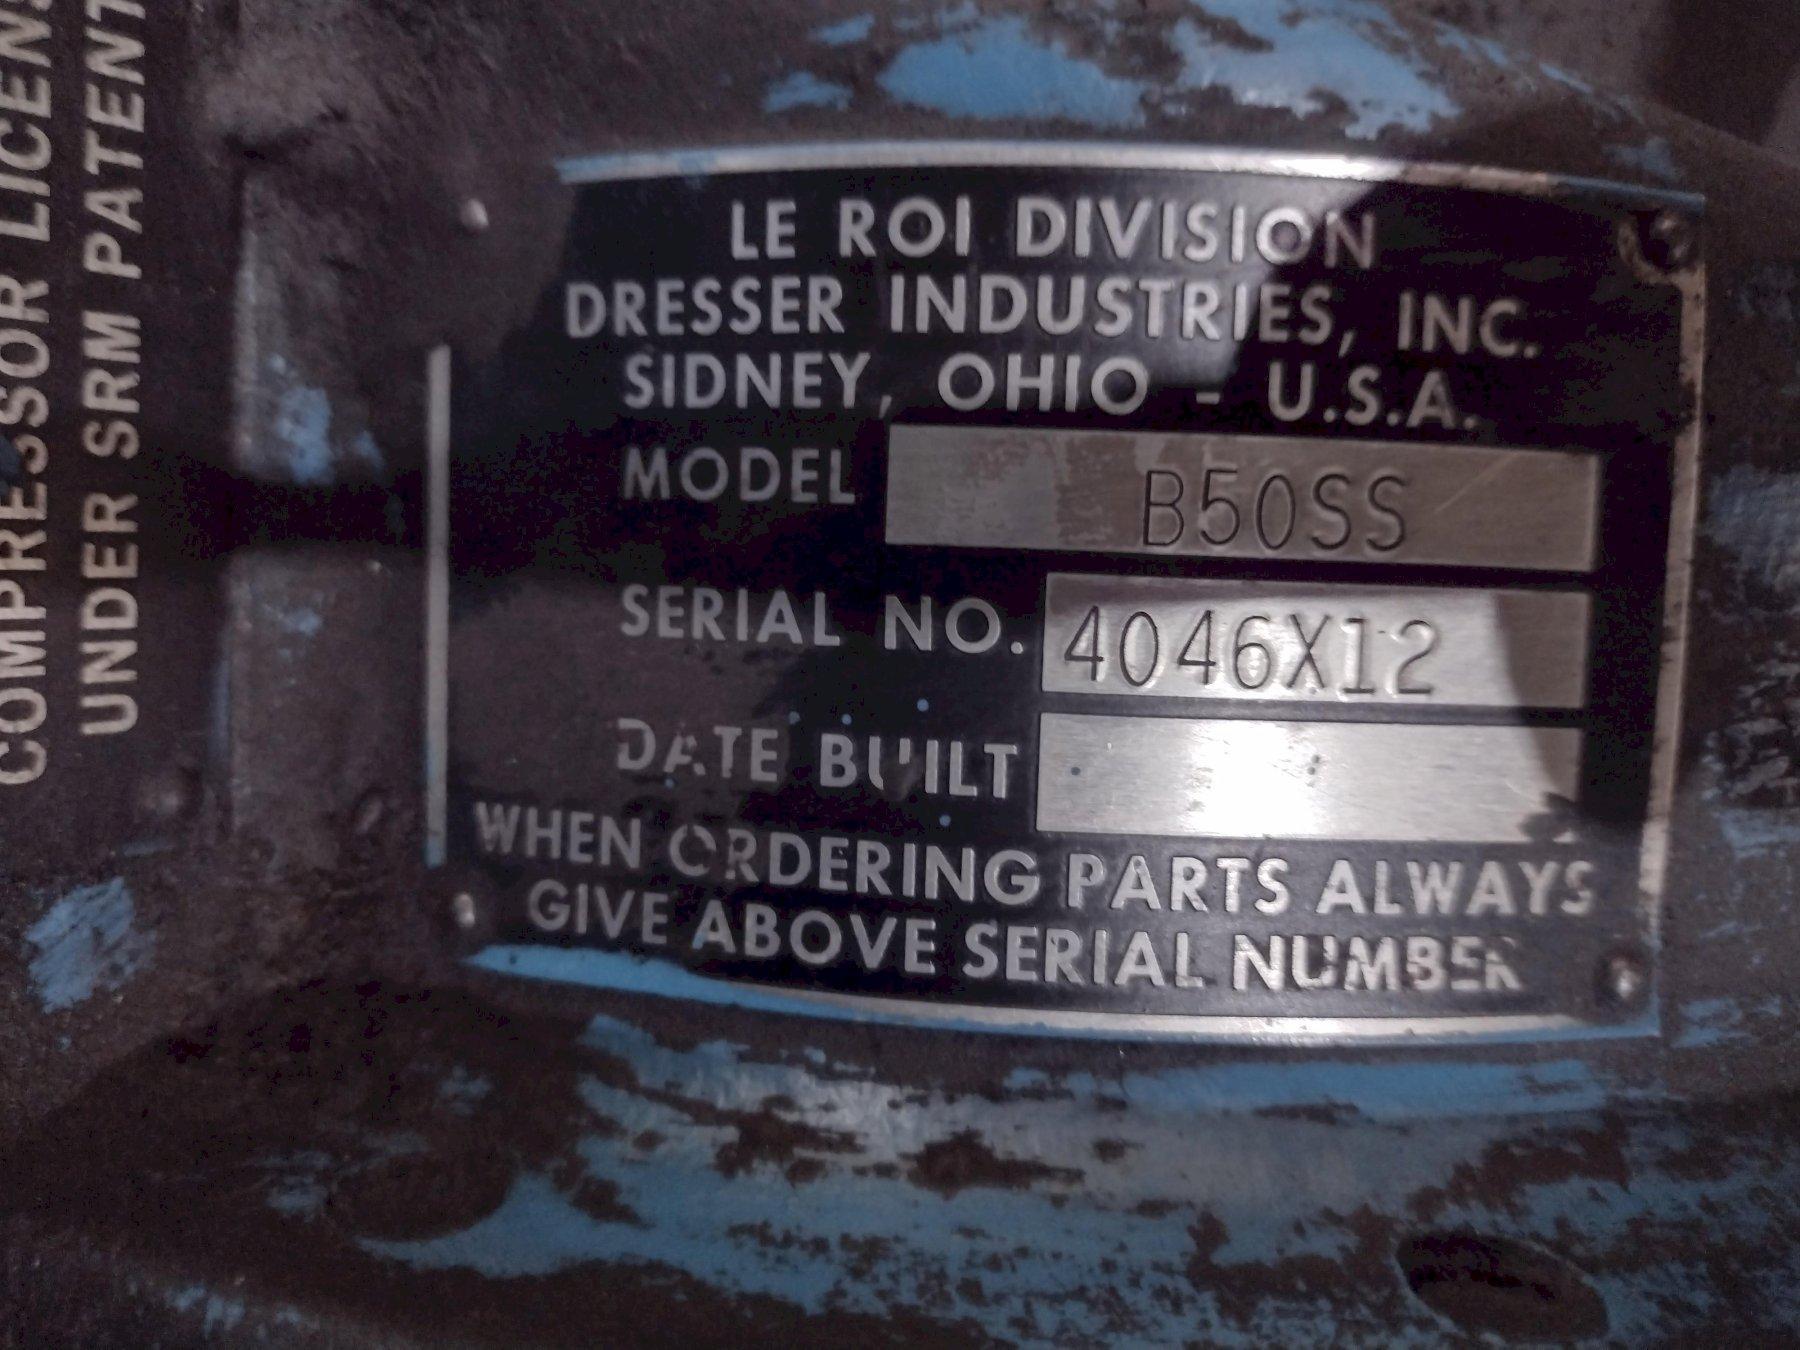 COMPRESSOR LICENS
UNDER SRM PATENT
LE ROI DIVISION
DRESSER INDUSTRIES, INC.
SIDNEY, OHIO - U.S.A.
MODEL B50SS
SERIAL NO. 4046X12
DATE BUILT
WHEN ORDERING PARTS ALWAYS
GIVE ABOVE SERIAL NUMBER